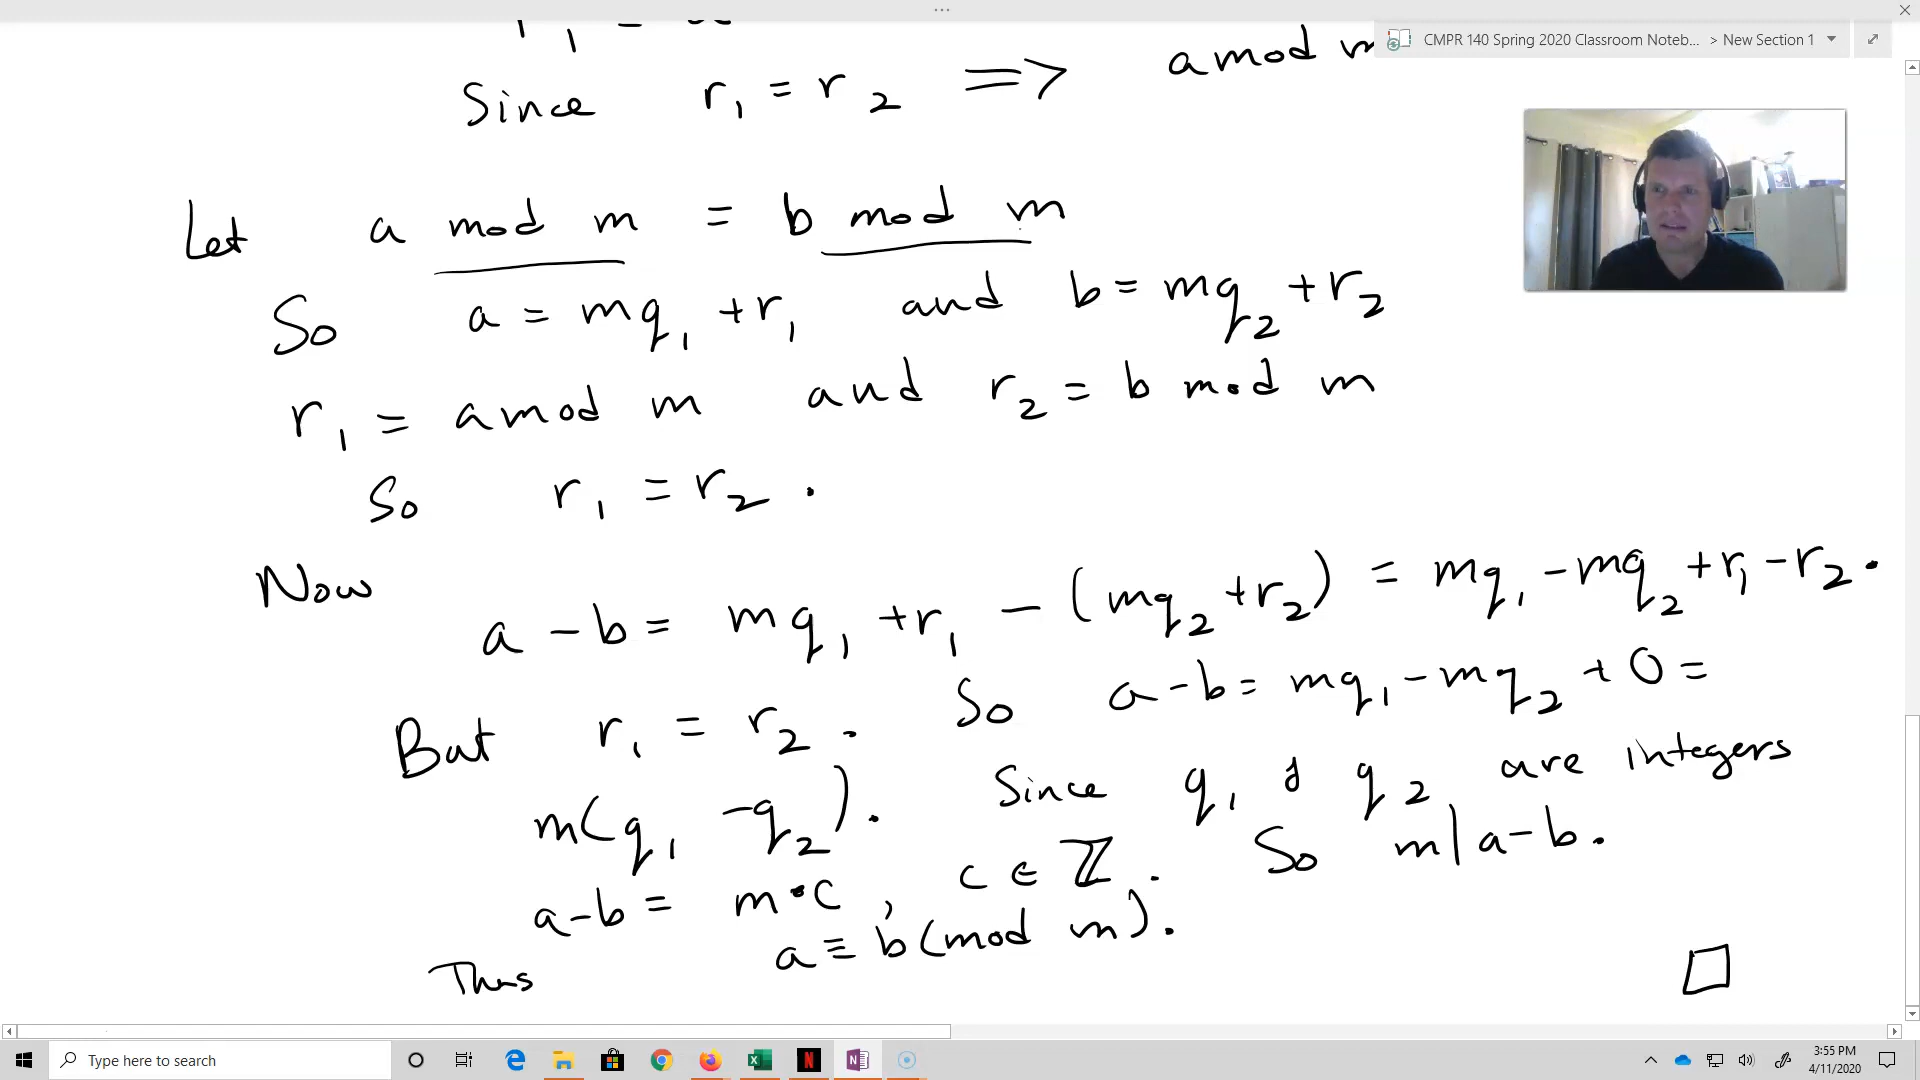 CMPR 140 Spring 2020 Classroom Noteb... > New Section 1
Since r₁ = r₂ => a mod m
Let a mod m = b mod m
So a = mq₁ + r₁ and b = mq₂ + r₂
r₁ = a mod m and r₂ = b mod m
So r₁ = r₂ .
Now
a - b = mq₁ + r₁ - (mq₂ + r₂) = mq₁ - mq₂ + r₁ - r₂ .
But r₁ = r₂ . So a - b = mq₁ - mq₂ + 0 =
m(q₁ - q₂). Since q₁ & q₂ are integers
a - b = m • c , c ∈ ℤ . So m | a - b .
Thus a ≡ b (mod m) .
Type here to search
3:55 PM
4/11/2020